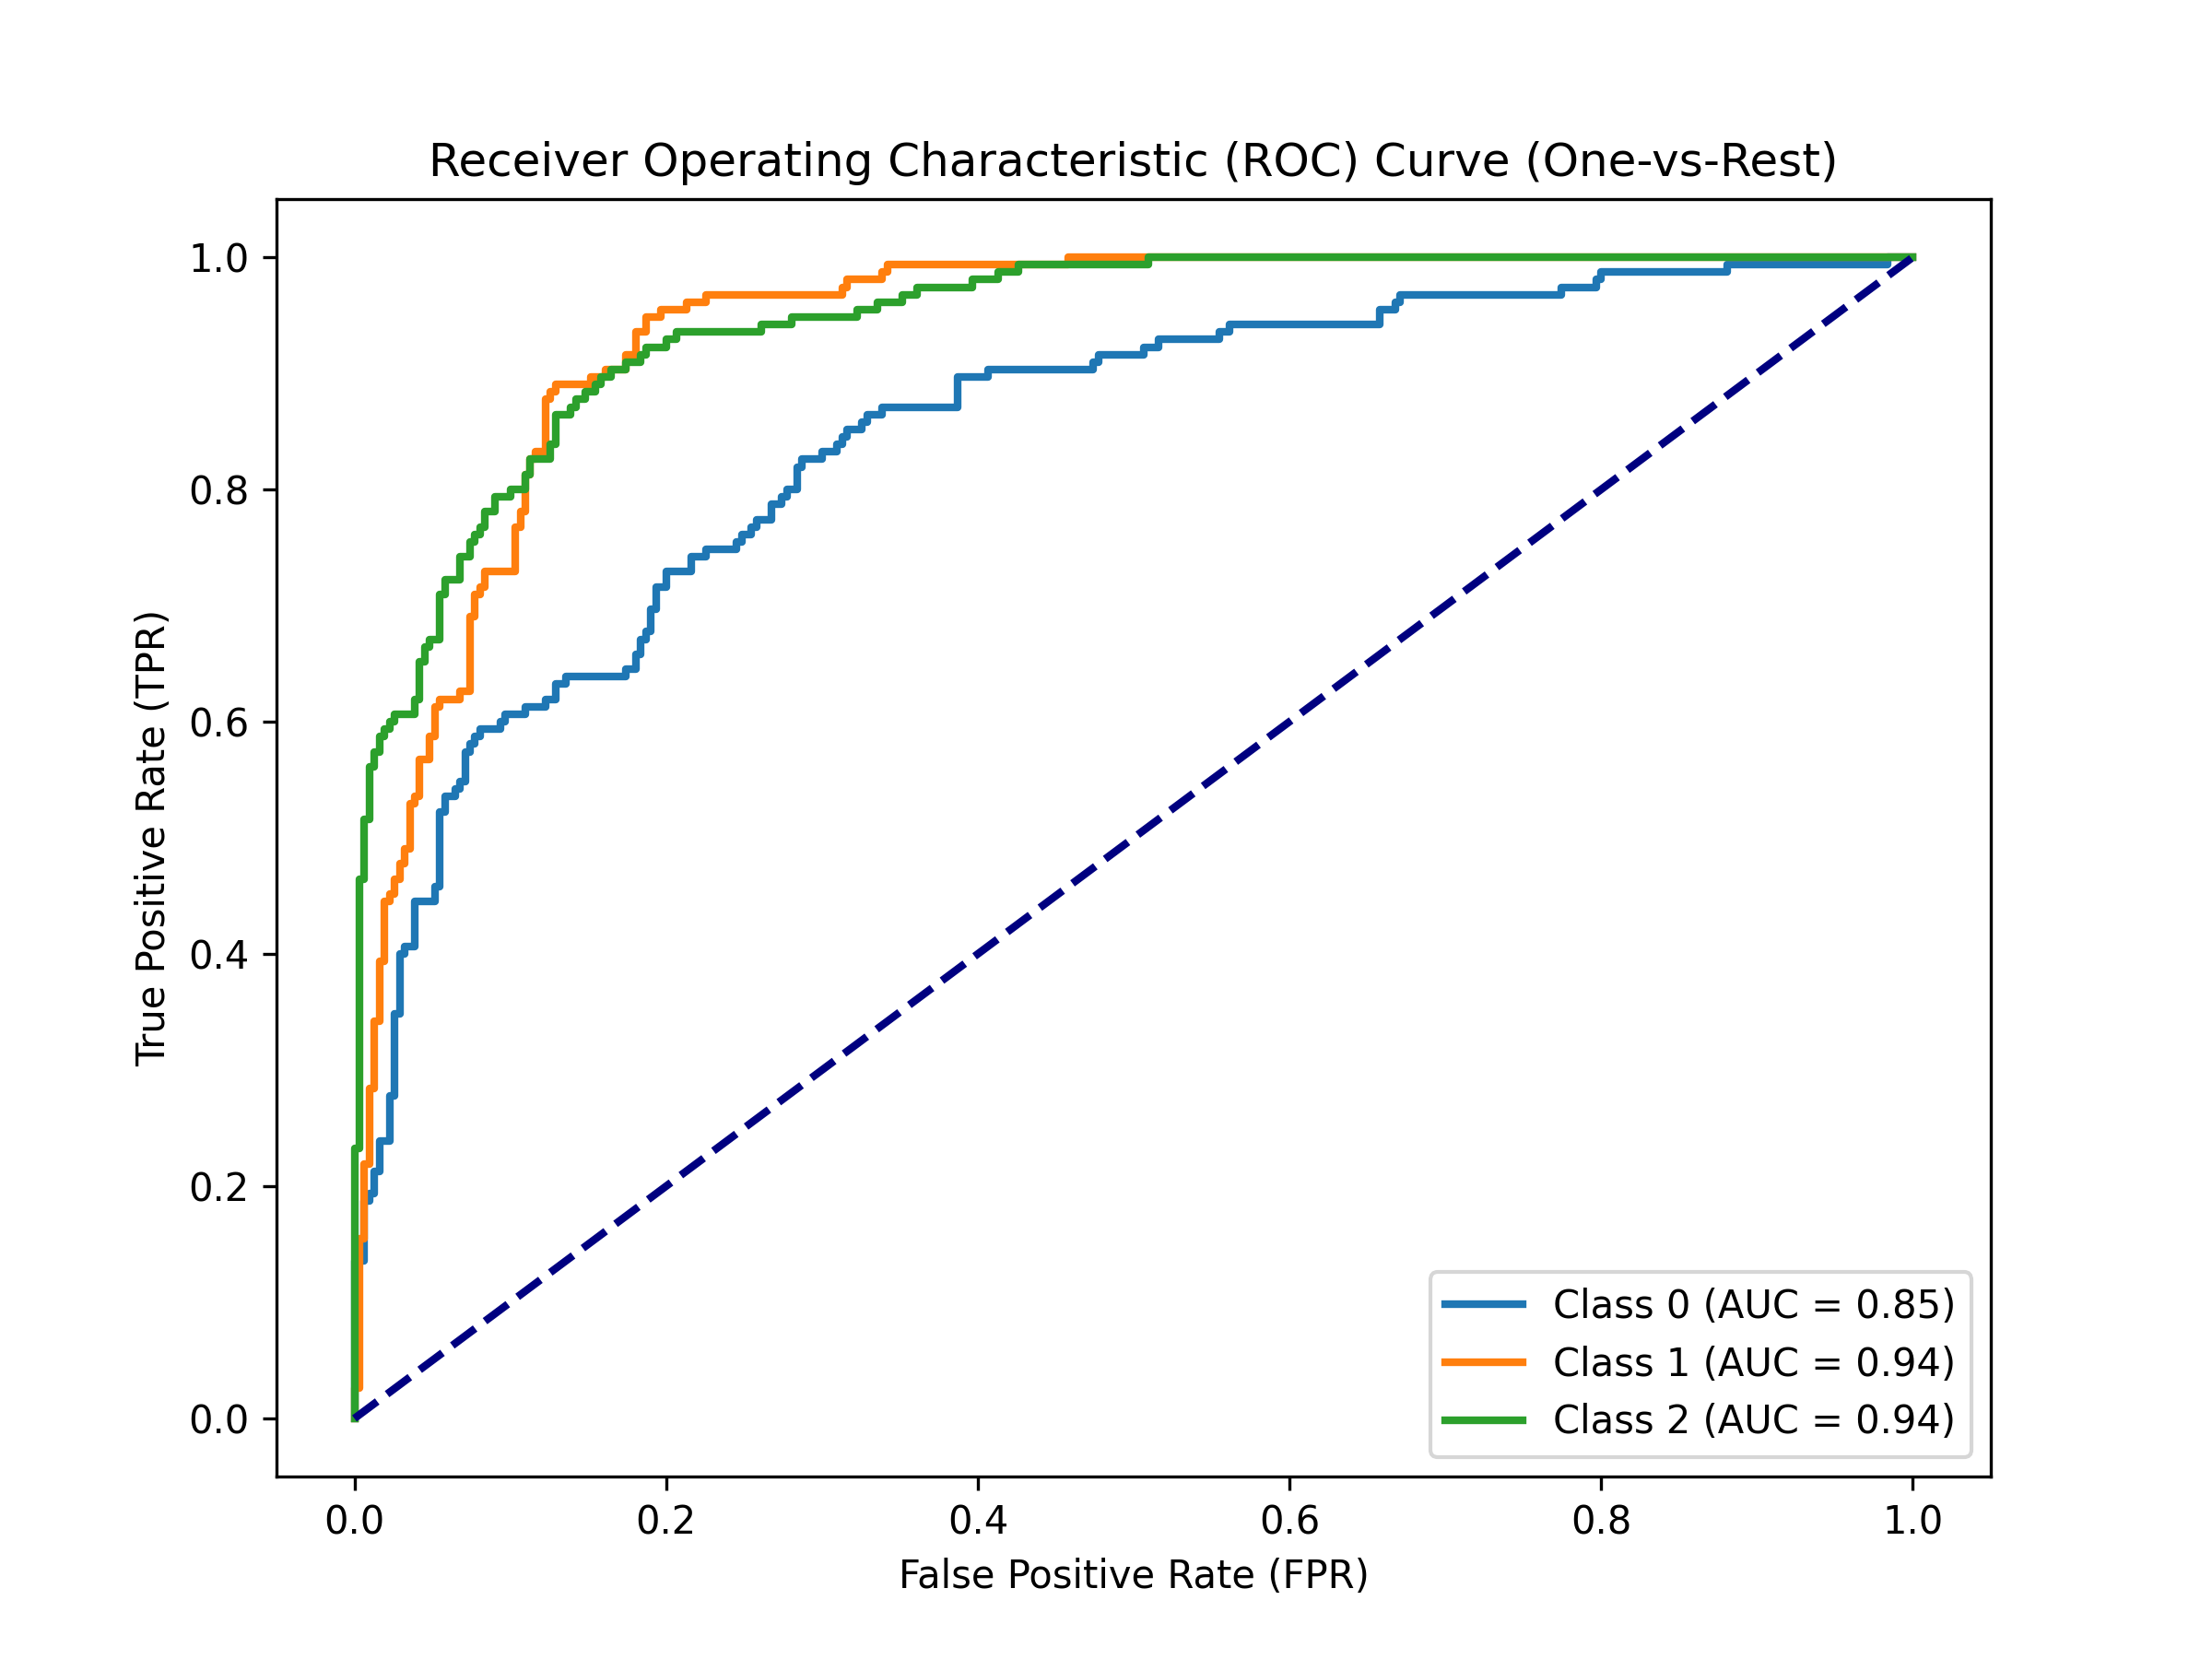 Receiver Operating Characteristic (ROC) Curve (One-vs-Rest)
1.0
0.8
0.6
0.4
0.2
0.0
True Positive Rate (TPR)
Class 0 (AUC = 0.85)
Class 1 (AUC = 0.94)
Class 2 (AUC = 0.94)
0.0 0.2 0.4 0.6 0.8 1.0
False Positive Rate (FPR)